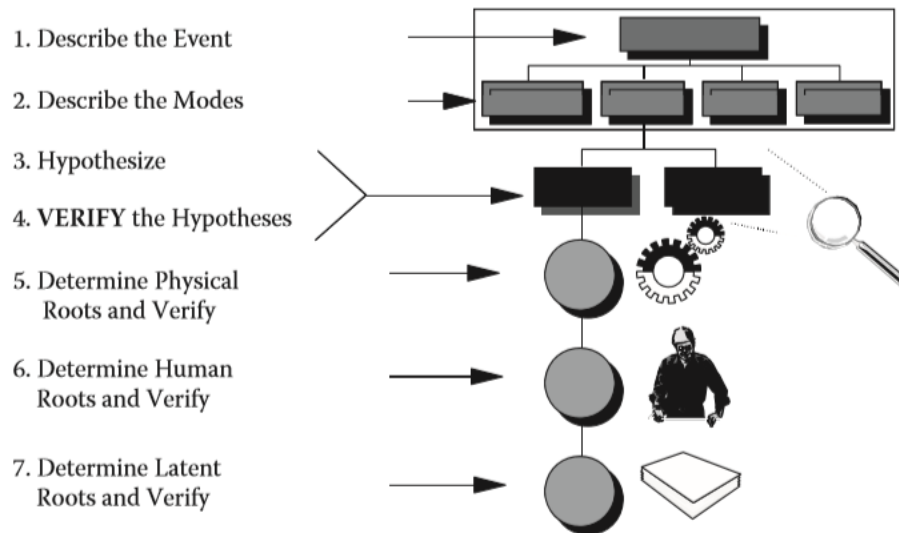 1. Describe the Event
2. Describe the Modes
3. Hypothesize
4. VERIFY the Hypotheses
5. Determine Physical
Roots and Verify
6. Determine Human
Roots and Verify
7. Determine Latent
Roots and Verify